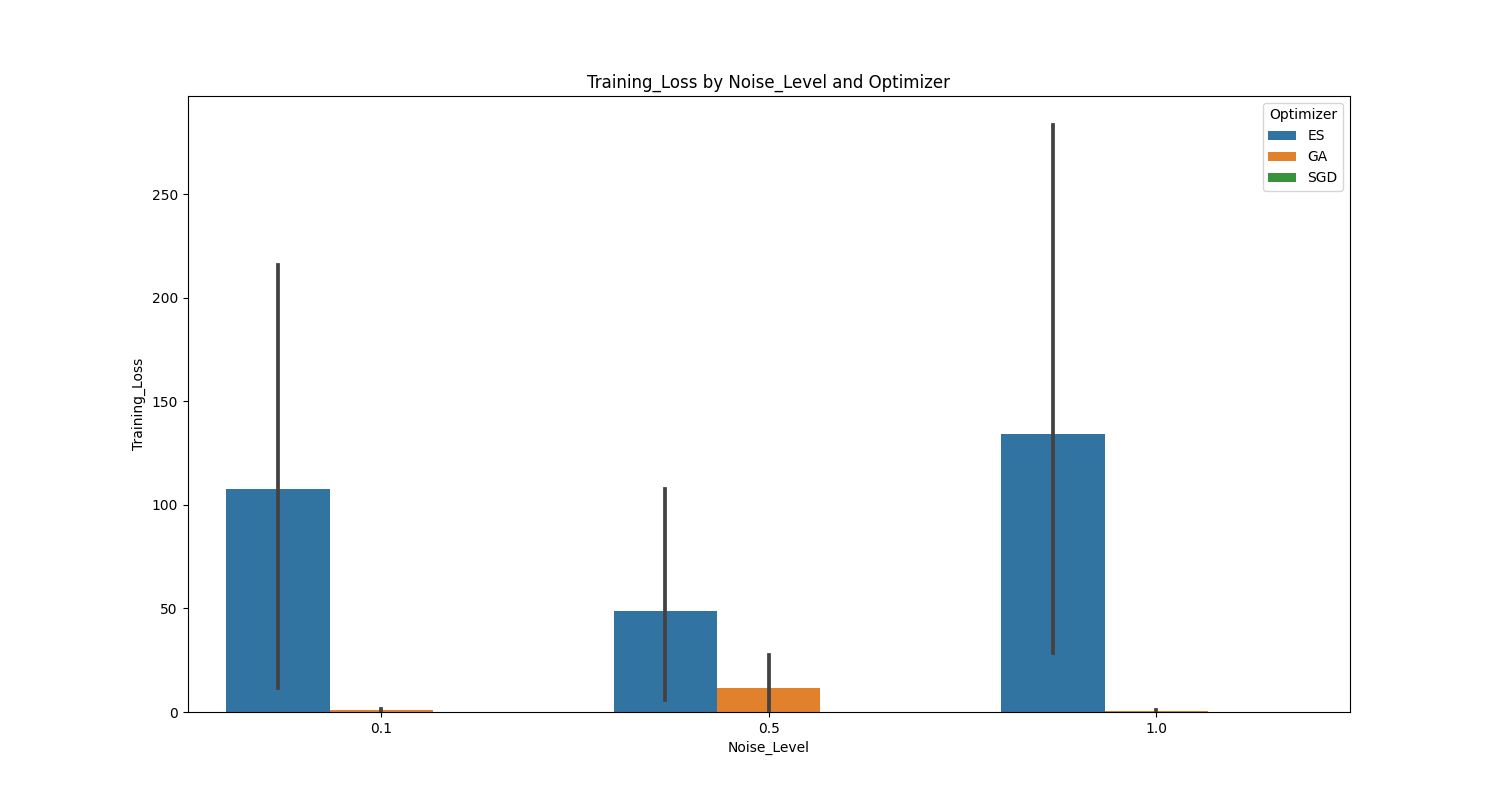 Training_Loss by Noise_Level and Optimizer
Optimizer
ES
GA
SGD
250
200
150
100
50
0
Training_Loss
0.1
0.5
1.0
Noise_Level